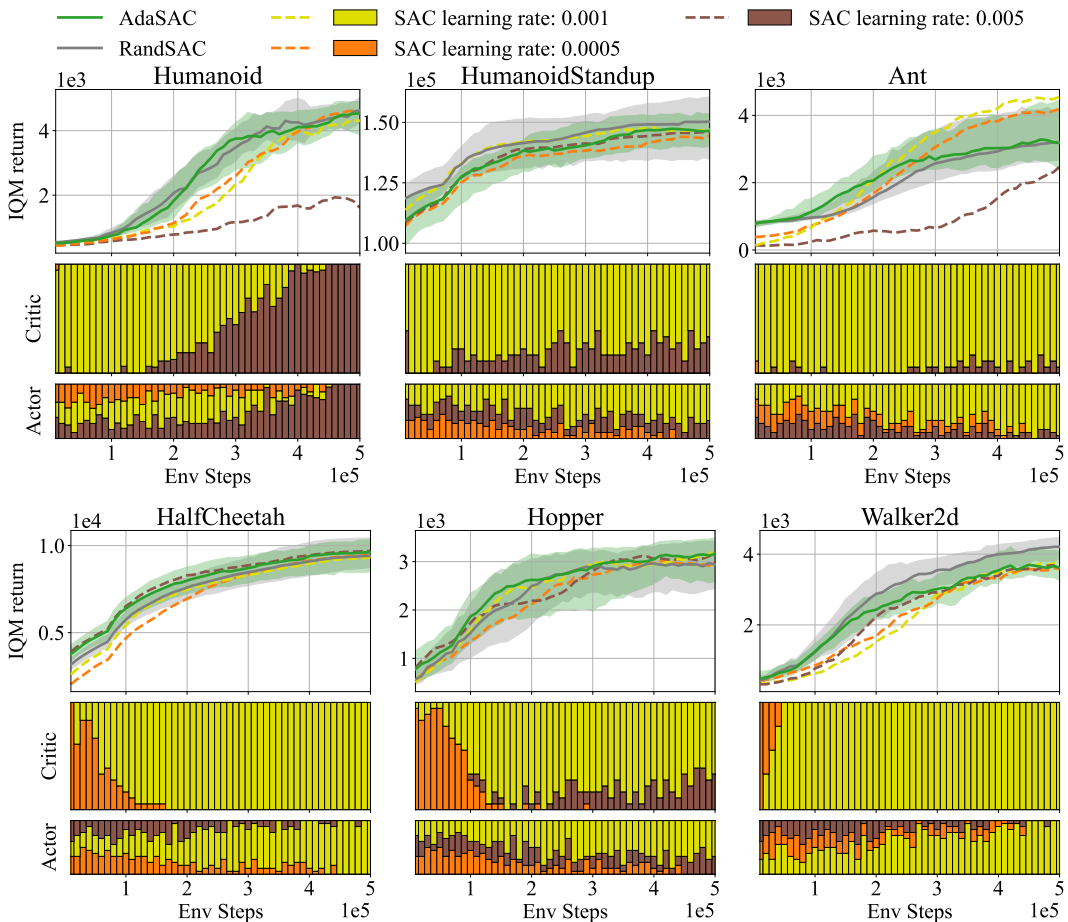 AdaSAC SAC learning rate: 0.001 SAC learning rate: 0.005
RandSAC SAC learning rate: 0.0005
1e3 Humanoid 1e5 HumanoidStandup 1e3 Ant
IQM return
4
2
1.50
1.25
1.00
4
2
0
Critic
Actor
1 2 3 4 5 1 2 3 4 5 1 2 3 4 5
Env Steps 1e5 Env Steps 1e5 Env Steps 1e5
1e4 HalfCheetah 1e3 Hopper 1e3 Walker2d
IQM return
1.0
0.5
3
2
1
4
2
Critic
Actor
1 2 3 4 5 1 2 3 4 5 1 2 3 4 5
Env Steps 1e5 Env Steps 1e5 Env Steps 1e5